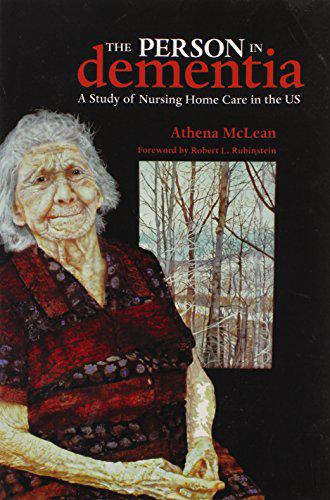 THE PERSON IN
dementia
A Study of Nursing Home Care in the US
Athena McLean
Foreword by Robert L. Rubinstein